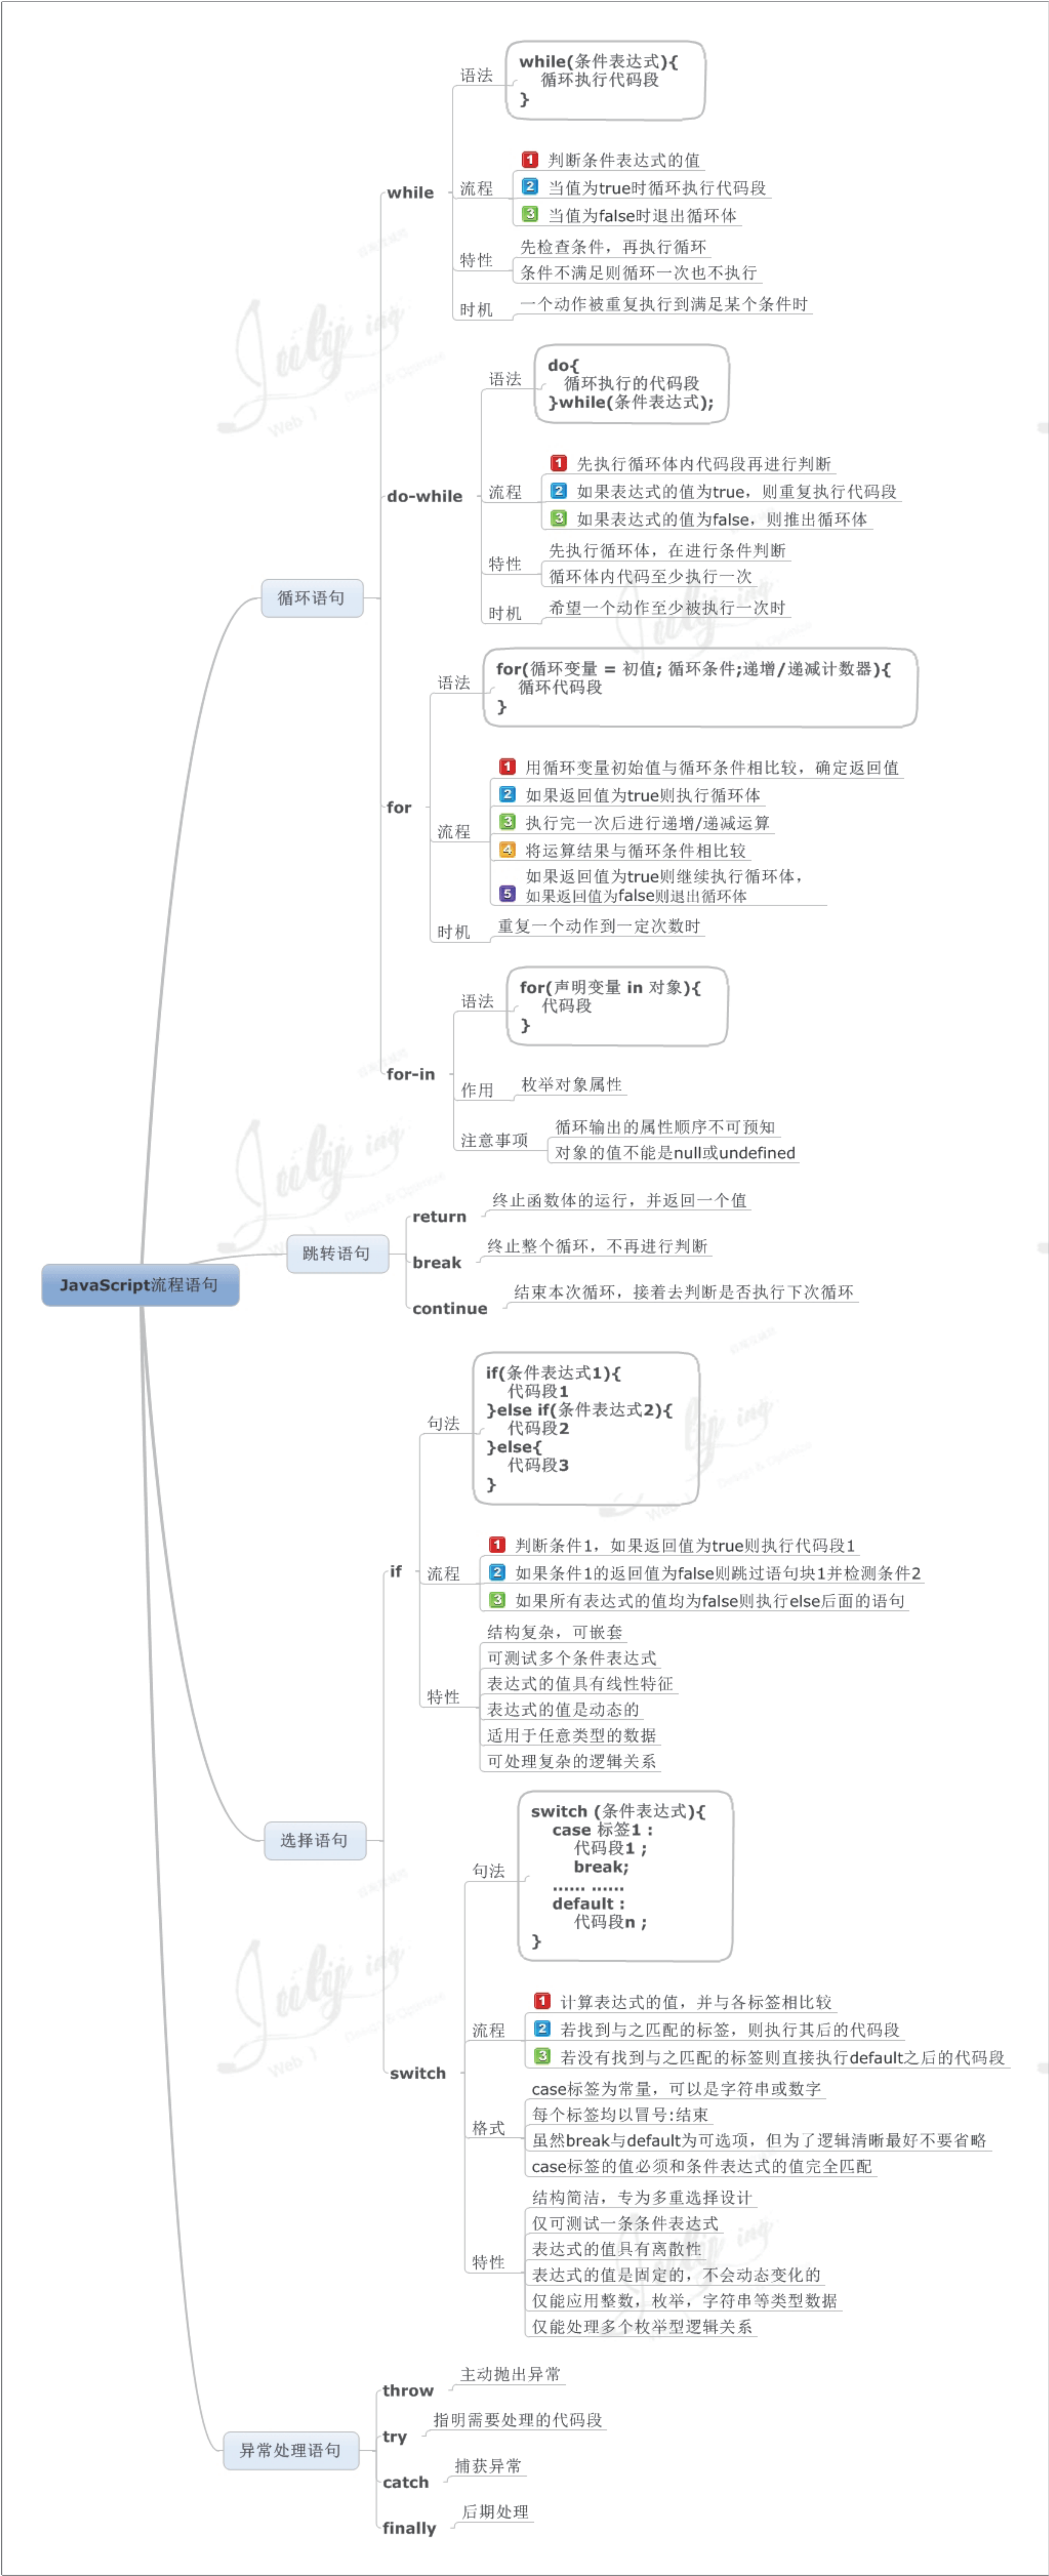 while(条件表达式){
循环执行代码段
}
语法
1 判断条件表达式的值
2 当值为true时循环执行代码段
3 当值为false时退出循环体
流程
while
先检查条件，再执行循环
条件不满足则循环一次也不执行
特性
一个动作被重复执行到满足某个条件时
时机
do{
循环执行的代码段
}while(条件表达式);
语法
1 先执行循环体内代码段再进行判断
2 如果表达式的值为true，则重复执行代码段
3 如果表达式的值为false，则推出循环体
流程
do-while
先执行循环体，在进行条件判断
循环体内代码至少执行一次
特性
希望一个动作至少被执行一次时
时机
循环语句
for(循环变量 = 初值; 循环条件;递增/递减计数器){
循环代码段
}
语法
1 用循环变量初始值与循环条件相比较，确定返回值
2 如果返回值为true则执行循环体
3 执行完一次后进行递增/递减运算
4 将运算结果与循环条件相比较
5 如果返回值为true则继续执行循环体，
如果返回值为false则退出循环体
流程
for
重复一个动作到一定次数时
时机
for(声明变量 in 对象){
代码段
}
语法
for-in
枚举对象属性
作用
循环输出的属性顺序不可预知
对象的值不能是null或undefined
注意事项
终止函数体的运行，并返回一个值
return
终止整个循环，不再进行判断
break
跳转语句
结束本次循环，接着去判断是否执行下次循环
continue
JavaScript流程语句
if(条件表达式1){
代码段1
}else if(条件表达式2){
代码段2
}else{
代码段3
}
句法
1 判断条件1，如果返回值为true则执行代码段1
2 如果条件1的返回值为false则跳过语句块1并检测条件2
3 如果所有表达式的值均为false则执行else后面的语句
流程
if
结构复杂，可嵌套
可测试多个条件表达式
表达式的值具有线性特征
表达式的值是动态的
适用于任意类型的数据
可处理复杂的逻辑关系
特性
选择语句
switch (条件表达式){
case 标签1 :
代码段1 ;
break;
...... ......
default :
代码段n ;
}
句法
1 计算表达式的值，并与各标签相比较
2 若找到与之匹配的标签，则执行其后的代码段
3 若没有找到与之匹配的标签则直接执行default之后的代码段
流程
switch
case标签为常量，可以是字符串或数字
每个标签均以冒号:结束
虽然break与default为可选项，但为了逻辑清晰最好不要省略
case标签的值必须和条件表达式的值完全匹配
格式
结构简洁，专为多重选择设计
仅可测试一条条件表达式
表达式的值具有离散性
表达式的值是固定的，不会动态变化的
仅能应用整数，枚举，字符串等类型数据
仅能处理多个枚举型逻辑关系
特性
主动抛出异常
throw
指明需要处理的代码段
try
异常处理语句
捕获异常
catch
后期处理
finally